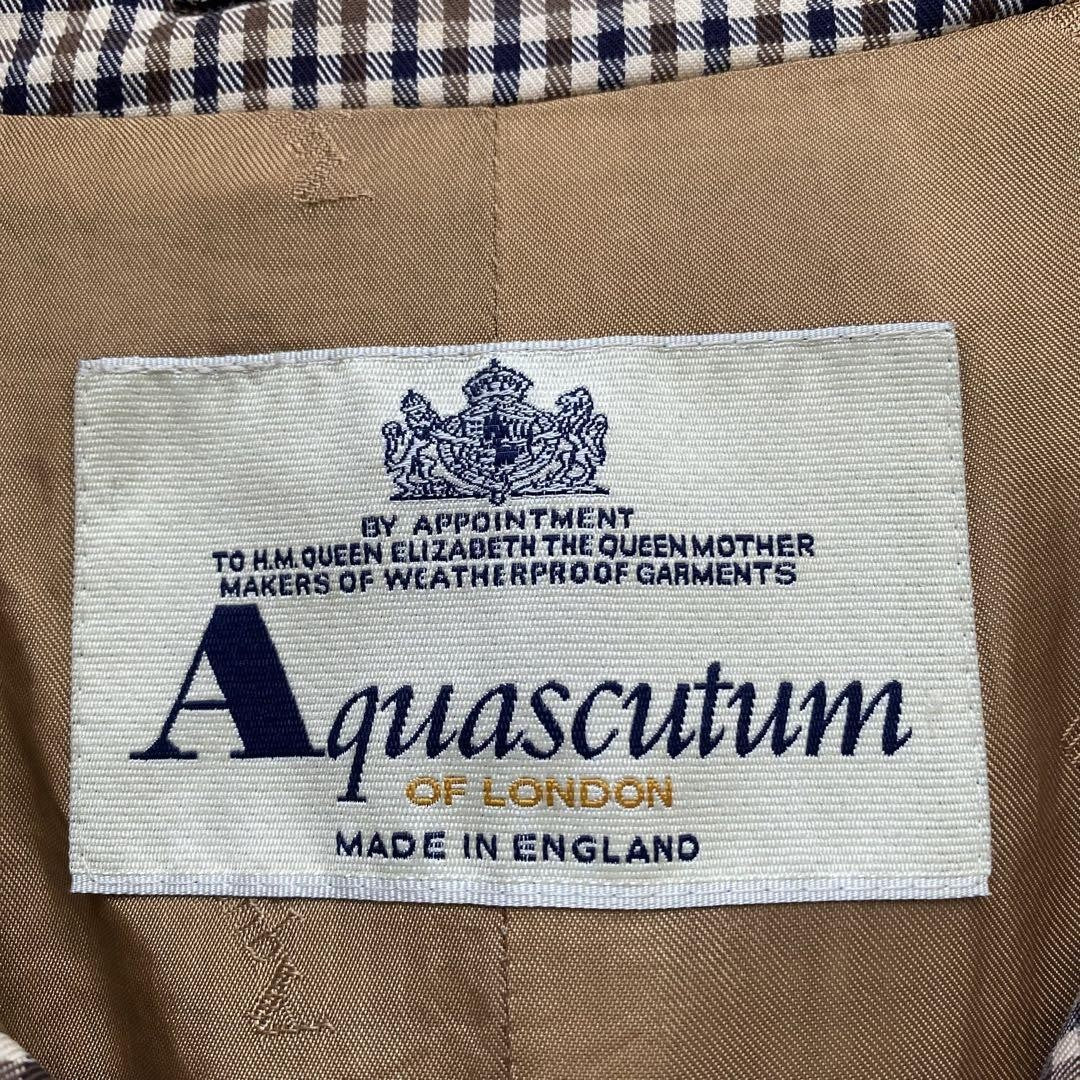 BY APPOINTMENT
TO H.M. QUEEN ELIZABETH THE QUEEN MOTHER
MAKERS OF WEATHERPROOF GARMENTS
Aquascutum
OF LONDON
MADE IN ENGLAND